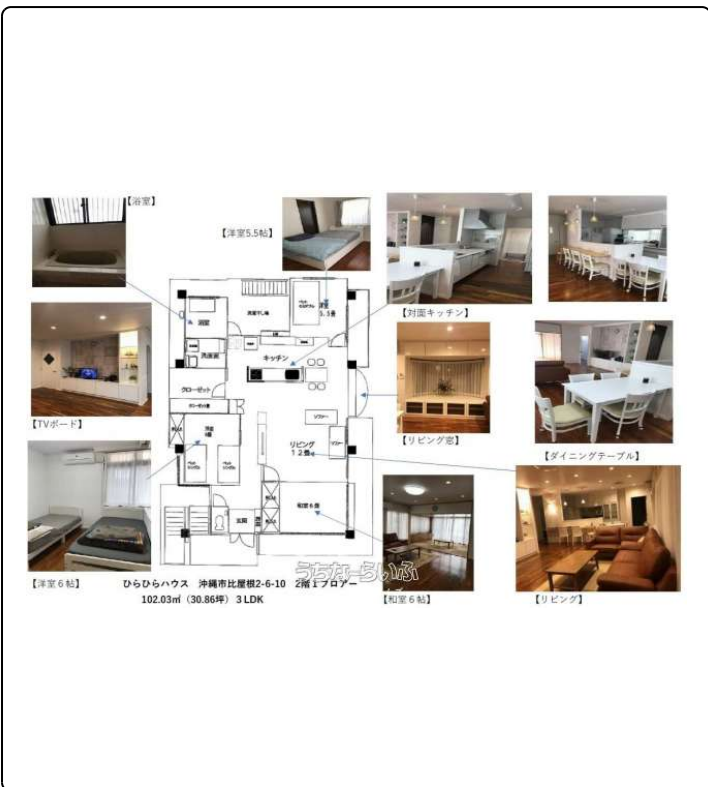 【浴室】
【洋室5.5帖】
【対面キッチン】
浴室
洗面所
キッチン
クローゼット
洋室
5.5畳
ソファー
リビング
12畳
和室6畳
玄関
【TVボード】
【リビング窓】
【ダイニングテーブル】
うちなーらいふ
【洋室6帖】
ひらひらハウス 沖縄市比屋根2-6-10 2階1フロアー
102.03㎡（30.86坪）3LDK
【和室6帖】
【リビング】